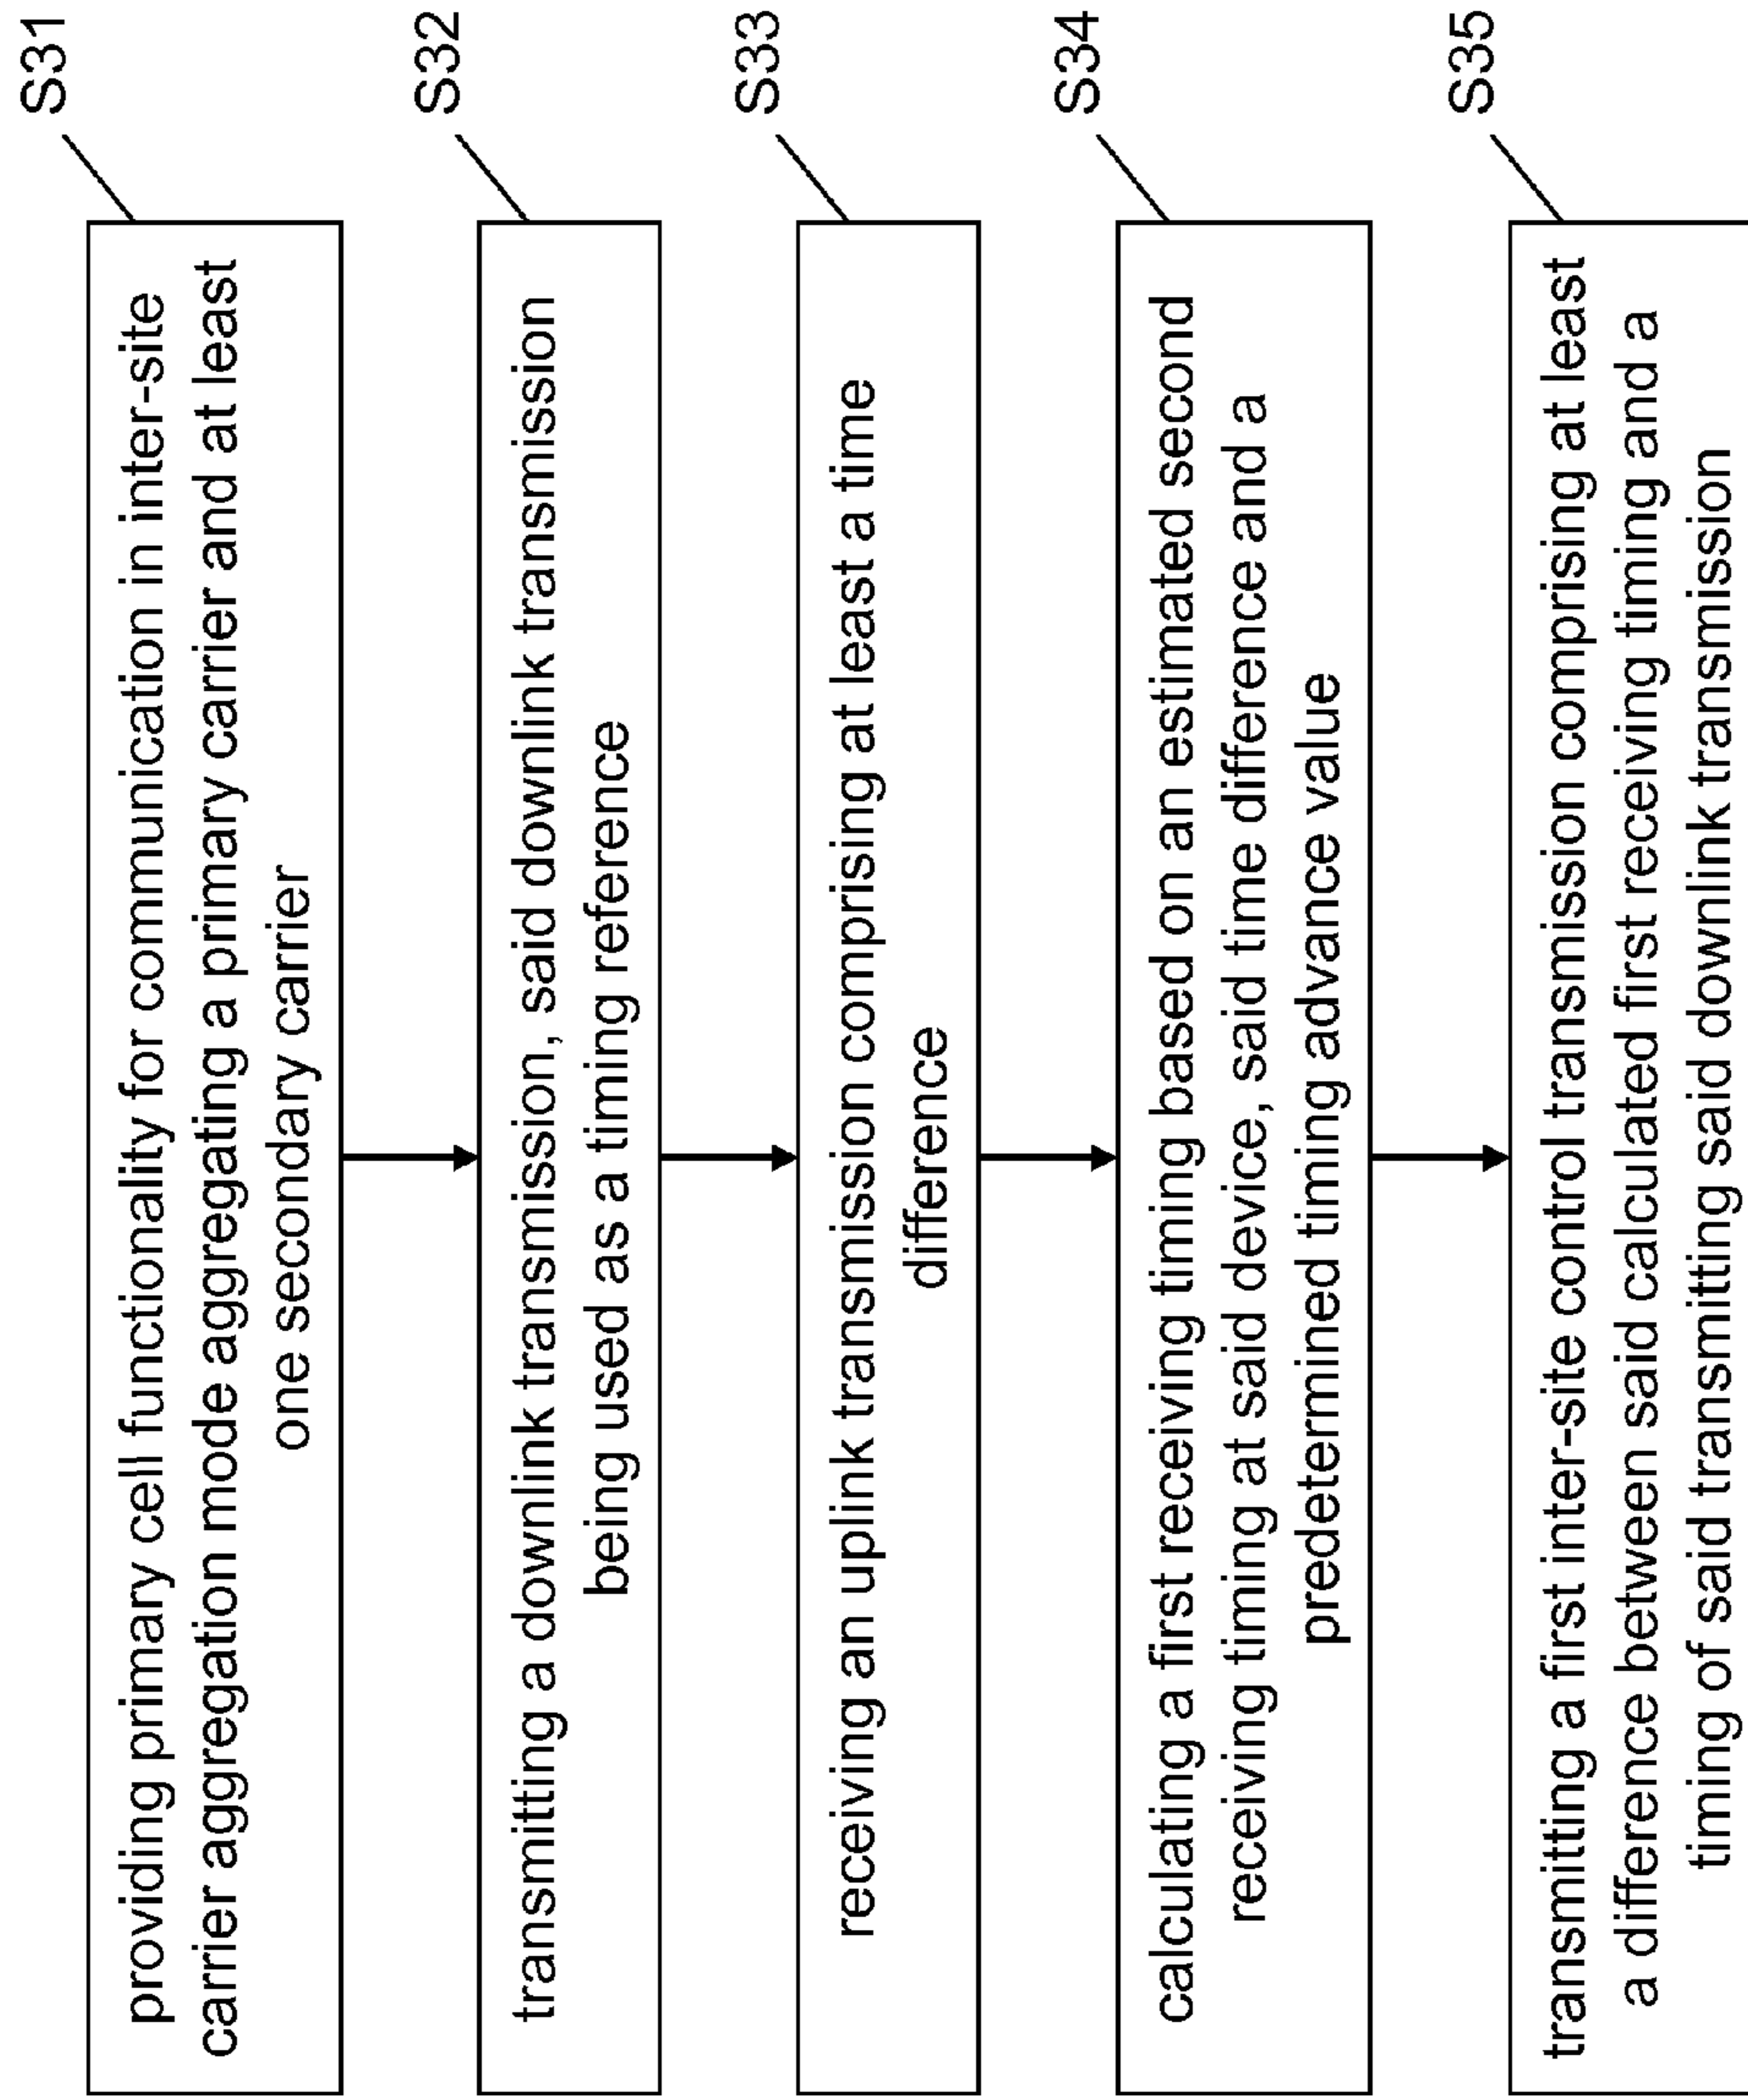 S31
providing primary cell functionality for communication in inter-site
carrier aggregation mode aggregating a primary carrier and at least
one secondary carrier
S32
transmitting a downlink transmission, said downlink transmission
being used as a timing reference
S33
receiving an uplink transmission comprising at least a time
difference
S34
calculating a first receiving timing based on an estimated second
receiving timing at said device, said time difference and a
predetermined timing advance value
S35
transmitting a first inter-site control transmission comprising at least
a difference between said calculated first receiving timing and a
timing of said transmitting said downlink transmission